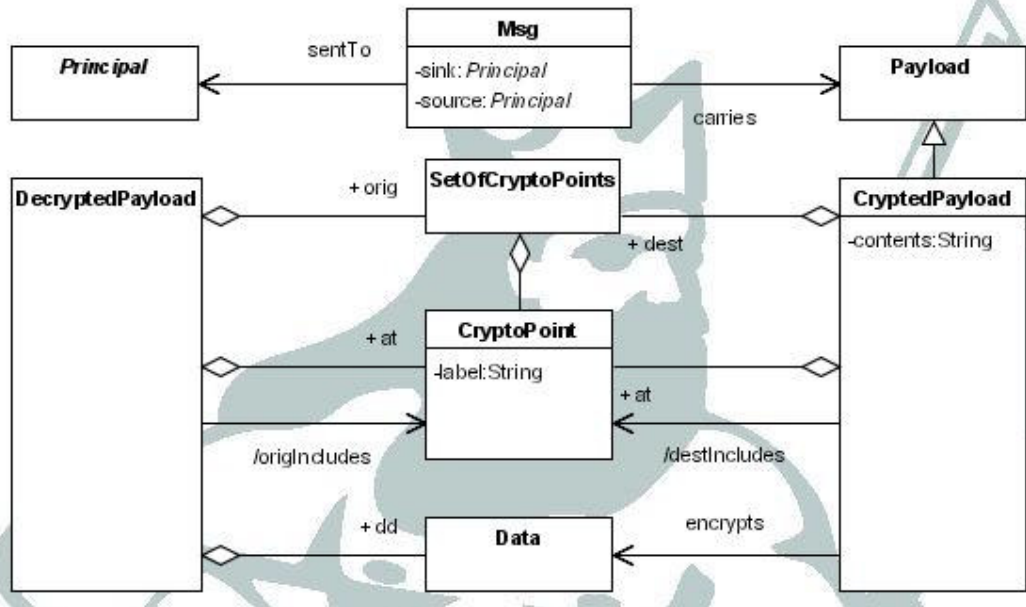 Principal
sentTo
Msg
-sink: Principal
-source: Principal
carries
Payload
DecryptedPayload
+ orig
SetOfCryptoPoints
+ dest
CryptedPayload
-contents:String
+ at
CryptoPoint
-label:String
+ at
/origIncludes
/destIncludes
+ dd
Data
encrypts